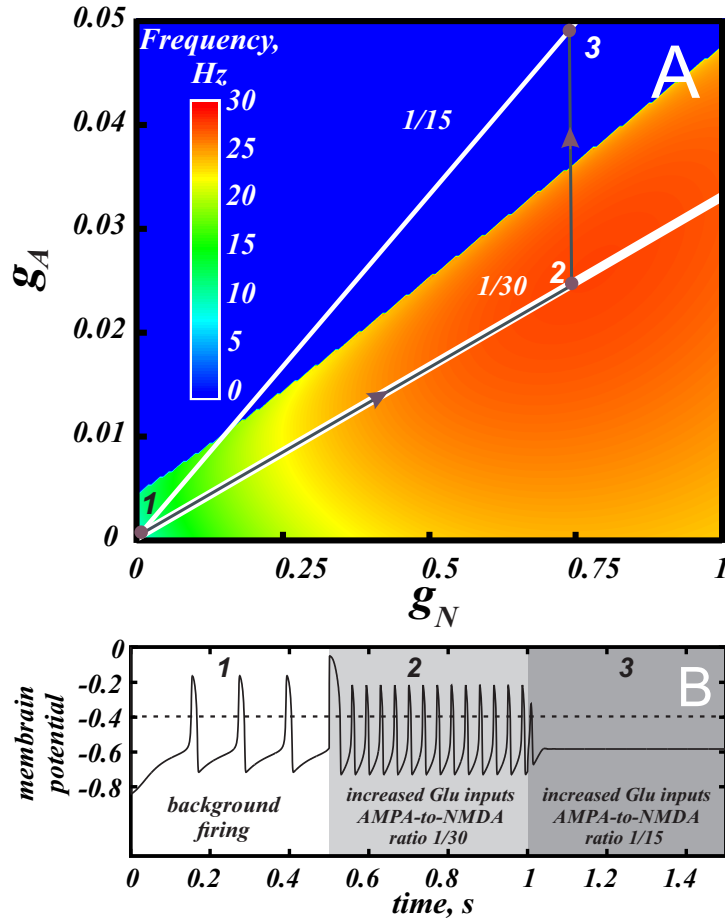 0.05
0.04
0.03
0.02
0.01
0
g_A
Frequency,
Hz
30
25
20
15
10
5
0
1/15
1/30
1
2
3
A
0
0.25
0.5
0.75
1
g_N
0
-0.2
-0.4
-0.6
-0.8
membrain
potential
1
2
3
B
background
firing
increased Glu inputs
AMPA-to-NMDA
ratio 1/30
increased Glu inputs
AMPA-to-NMDA
ratio 1/15
0
0.2
0.4
0.6
0.8
1
1.2
1.4
time, s